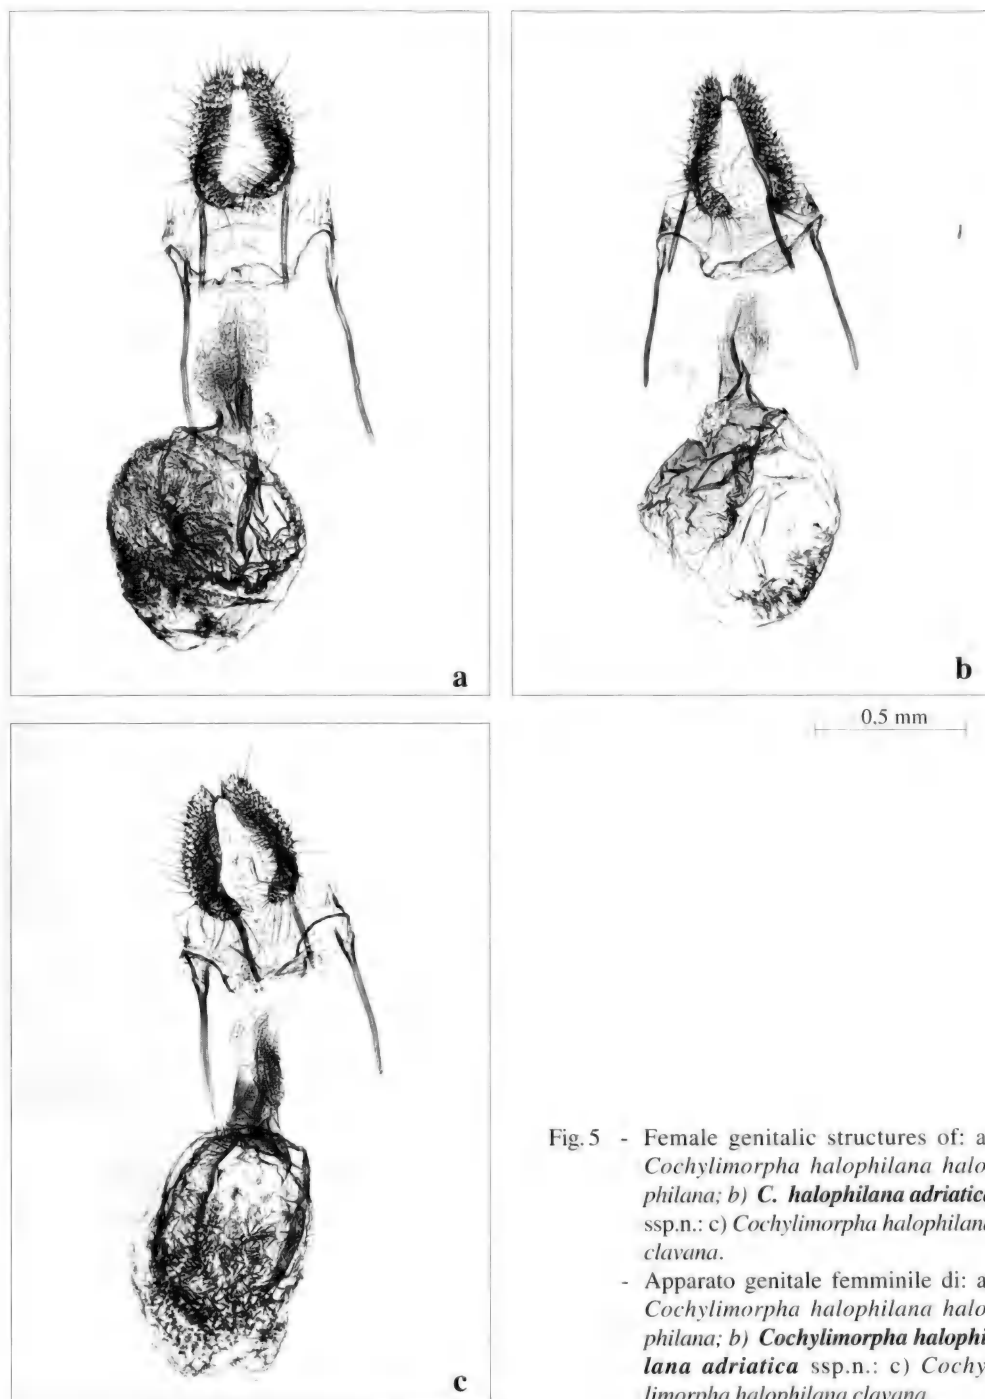 a
b
0,5 mm
c
Fig. 5 - Female genitalic structures of: a
Cochylimorpha halophilana halo-
philana; b) C. halophilana adriatica
ssp.n.: c) Cochylimorpha halophilana
clavana.
- Apparato genitale femminile di: a
Cochylimorpha halophilana halo-
philana; b) Cochylimorpha halophi-
lana adriatica ssp.n.: c) Cochy-
limorpha halophilana clavana.